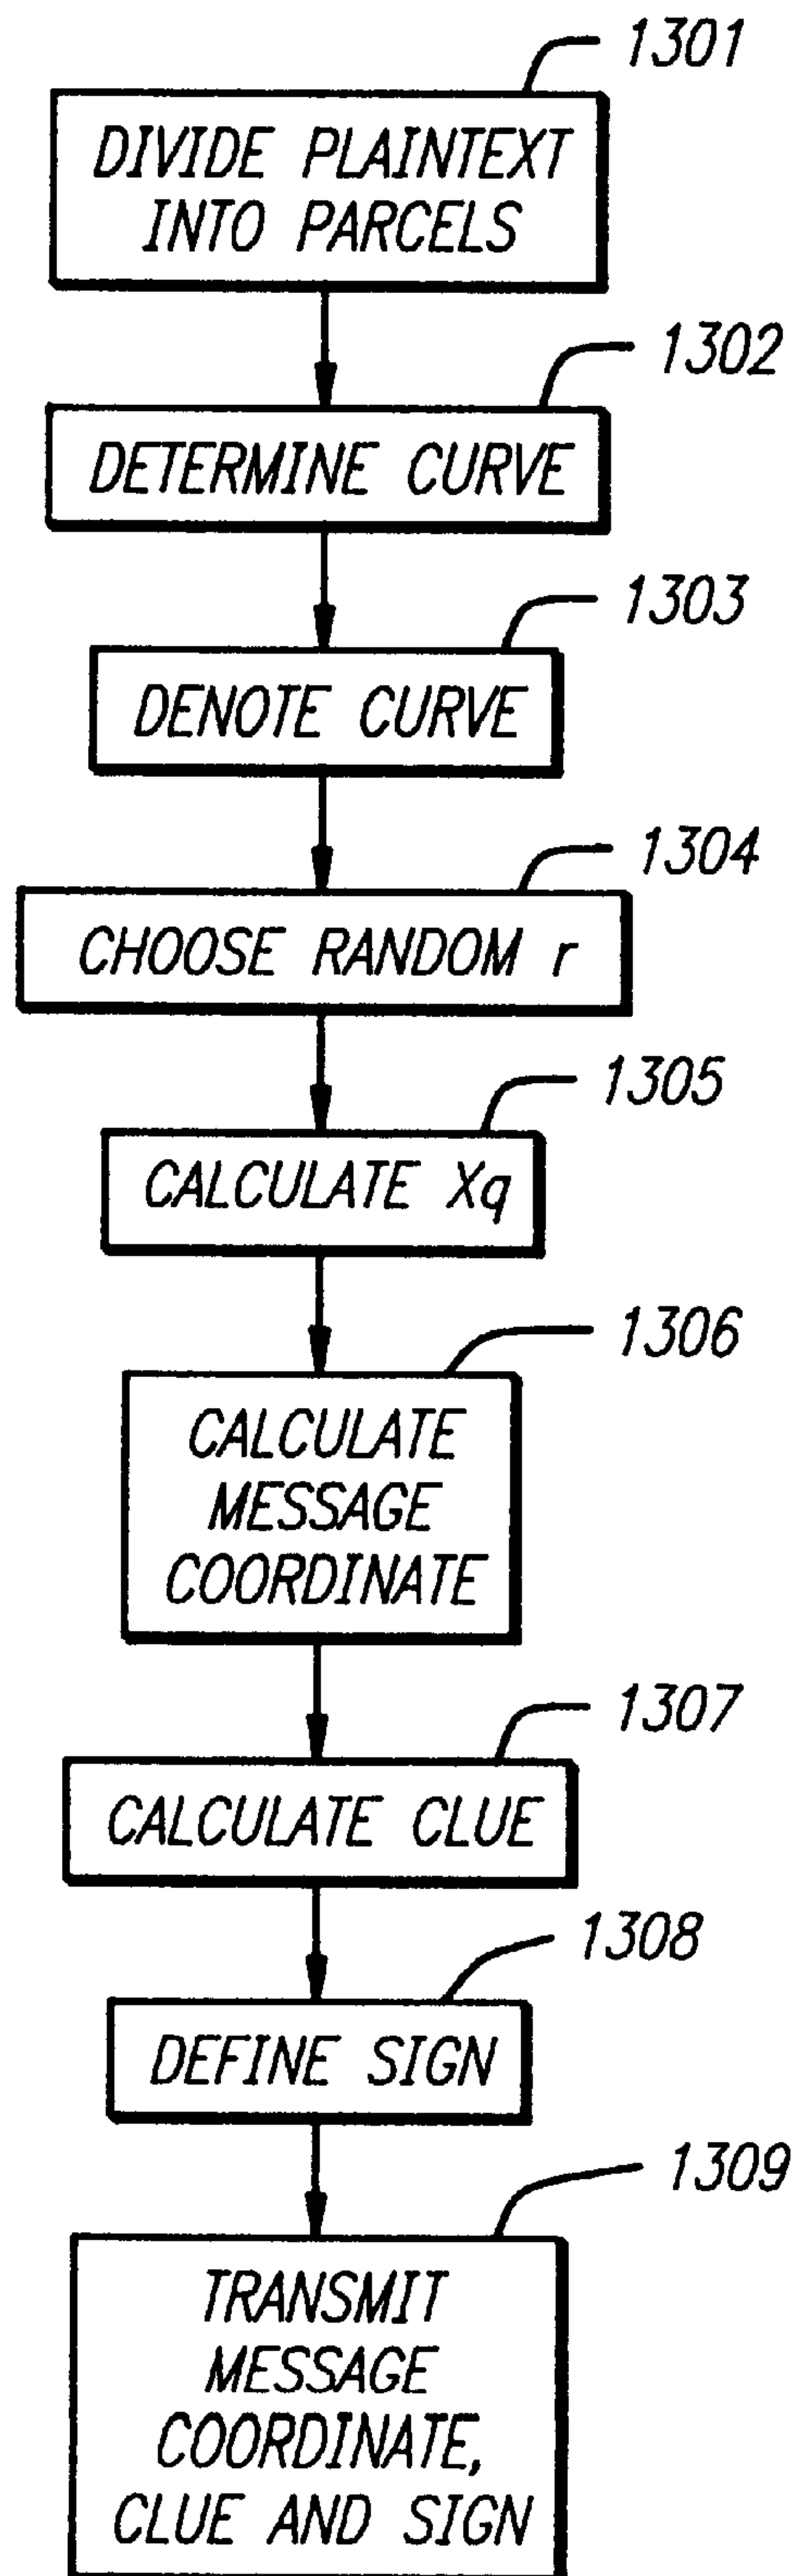 1301
DIVIDE PLAINTEXT
INTO PARCELS
1302
DETERMINE CURVE
1303
DENOTE CURVE
1304
CHOOSE RANDOM r
1305
CALCULATE Xq
1306
CALCULATE
MESSAGE
COORDINATE
1307
CALCULATE CLUE
1308
DEFINE SIGN
1309
TRANSMIT
MESSAGE
COORDINATE,
CLUE AND SIGN